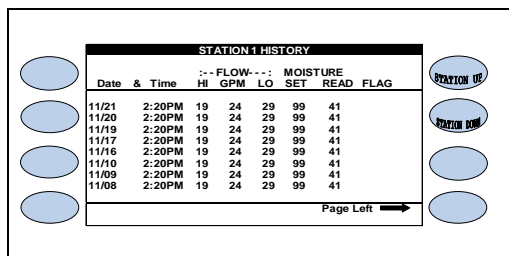 STATION 1 HISTORY
:-- FLOW- - -: MOISTURE
Date & Time HI GPM LO SET READ FLAG
11/21 2:20PM 19 24 29 99 41
11/20 2:20PM 19 24 29 99 41
11/19 2:20PM 19 24 29 99 41
11/17 2:20PM 19 24 29 99 41
11/16 2:20PM 19 24 29 99 41
11/10 2:20PM 19 24 29 99 41
11/09 2:20PM 19 24 29 99 41
11/08 2:20PM 19 24 29 99 41
Page Left
STATION UP
STATION DOWN